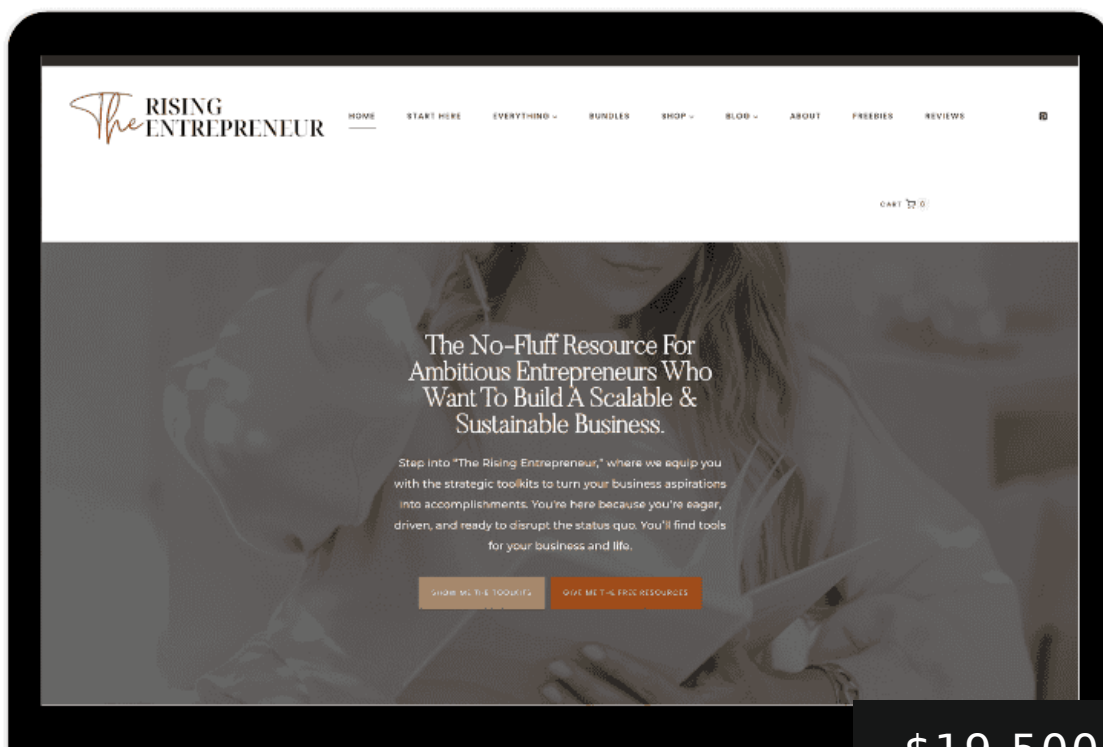 The RISING
ENTREPRENEUR
HOME START HERE EVERYTHING BUNDLES SHOP BLOG ABOUT FREEBIES REVIEWS
CART 0
The No-Fluff Resource For
Ambitious Entrepreneurs Who
Want To Build A Scalable &
Sustainable Business.
Step into “The Rising Entrepreneur,” where we equip you
with the strategic toolkits to turn your business aspirations
into accomplishments. You're here because you're eager,
driven, and ready to disrupt the status quo. You'll find tools
for your business and life.
SHOW ME THE TOOLKITS GIVE ME THE FREE RESOURCES
$19,500